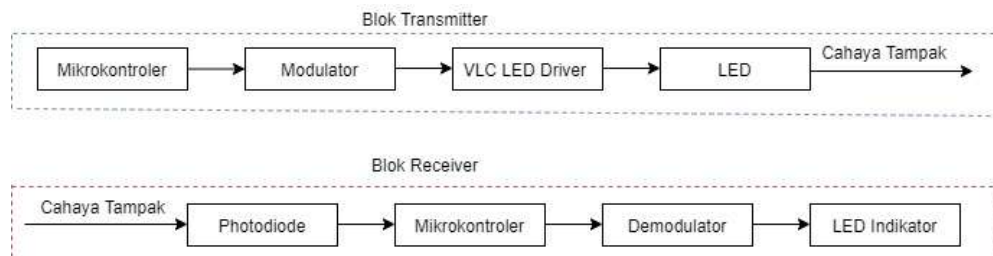 Blok Transmitter
Mikrokontroler
Modulator
VLC LED Driver
LED
Cahaya Tampak
Blok Receiver
Cahaya Tampak
Photodiode
Mikrokontroler
Demodulator
LED Indikator